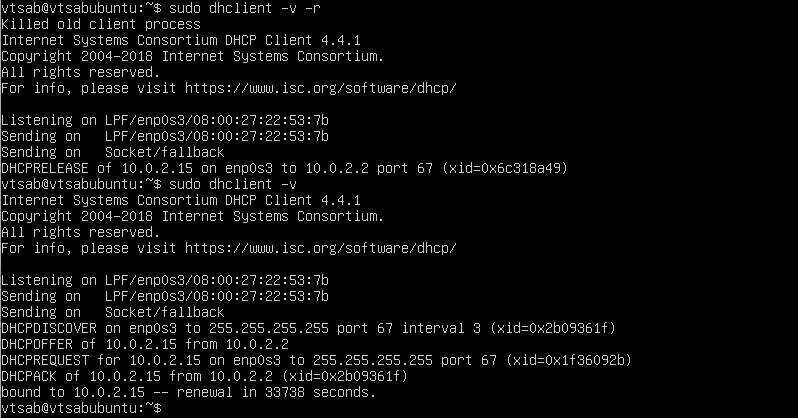 vtsab@vtsabubuntu:~$ sudo dhclient -v -r
Killed old client process
Internet Systems Consortium DHCP Client 4.4.1
Copyright 2004-2018 Internet Systems Consortium.
All rights reserved.
For info, please visit https://www.isc.org/software/dhcp/

Listening on LPF/enp0s3/08:00:27:22:53:7b
Sending on   LPF/enp0s3/08:00:27:22:53:7b
Sending on   Socket/fallback
DHCPRELEASE of 10.0.2.15 on enp0s3 to 10.0.2.2 port 67 (xid=0x6c318a49)
vtsab@vtsabubuntu:~$ sudo dhclient -v
Internet Systems Consortium DHCP Client 4.4.1
Copyright 2004-2018 Internet Systems Consortium.
All rights reserved.
For info, please visit https://www.isc.org/software/dhcp/

Listening on LPF/enp0s3/08:00:27:22:53:7b
Sending on   LPF/enp0s3/08:00:27:22:53:7b
Sending on   Socket/fallback
DHCPDISCOVER on enp0s3 to 255.255.255.255 port 67 interval 3 (xid=0x2b09361f)
DHCPOFFER of 10.0.2.15 from 10.0.2.2
DHCPREQUEST for 10.0.2.15 on enp0s3 to 255.255.255.255 port 67 (xid=0x1f36092b)
DHCPACK of 10.0.2.15 from 10.0.2.2 (xid=0x2b09361f)
bound to 10.0.2.15 -- renewal in 33738 seconds.
vtsab@vtsabubuntu:~$